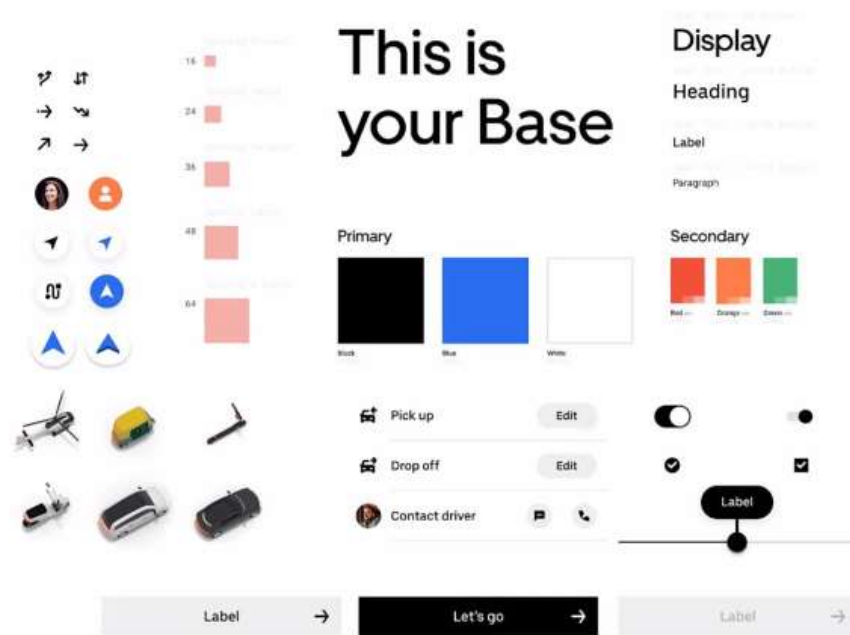 This is
your Base
Display
Heading
Label
Paragraph
16
24
36
48
64
Primary
Black
Blue
White
Secondary
Red
Orange
Green
Pick up
Edit
Drop off
Edit
Contact driver
Label
Label
Let's go
Label